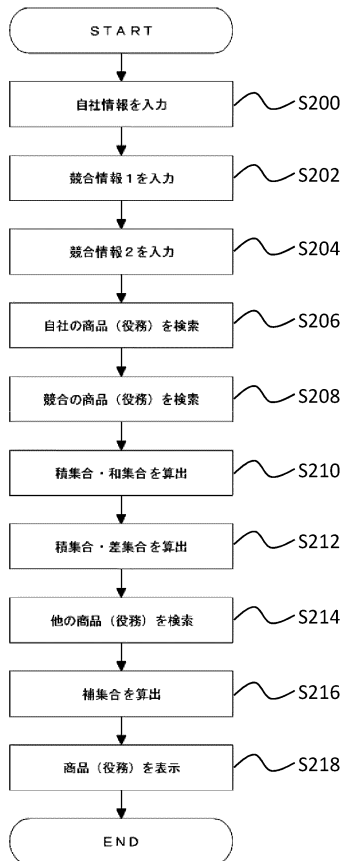 START
自社情報を入力
S200
競合情報1を入力
S202
競合情報2を入力
S204
自社の商品（役務）を検索
S206
競合の商品（役務）を検索
S208
積集合・和集合を算出
S210
積集合・差集合を算出
S212
他の商品（役務）を検索
S214
補集合を算出
S216
商品（役務）を表示
S218
END